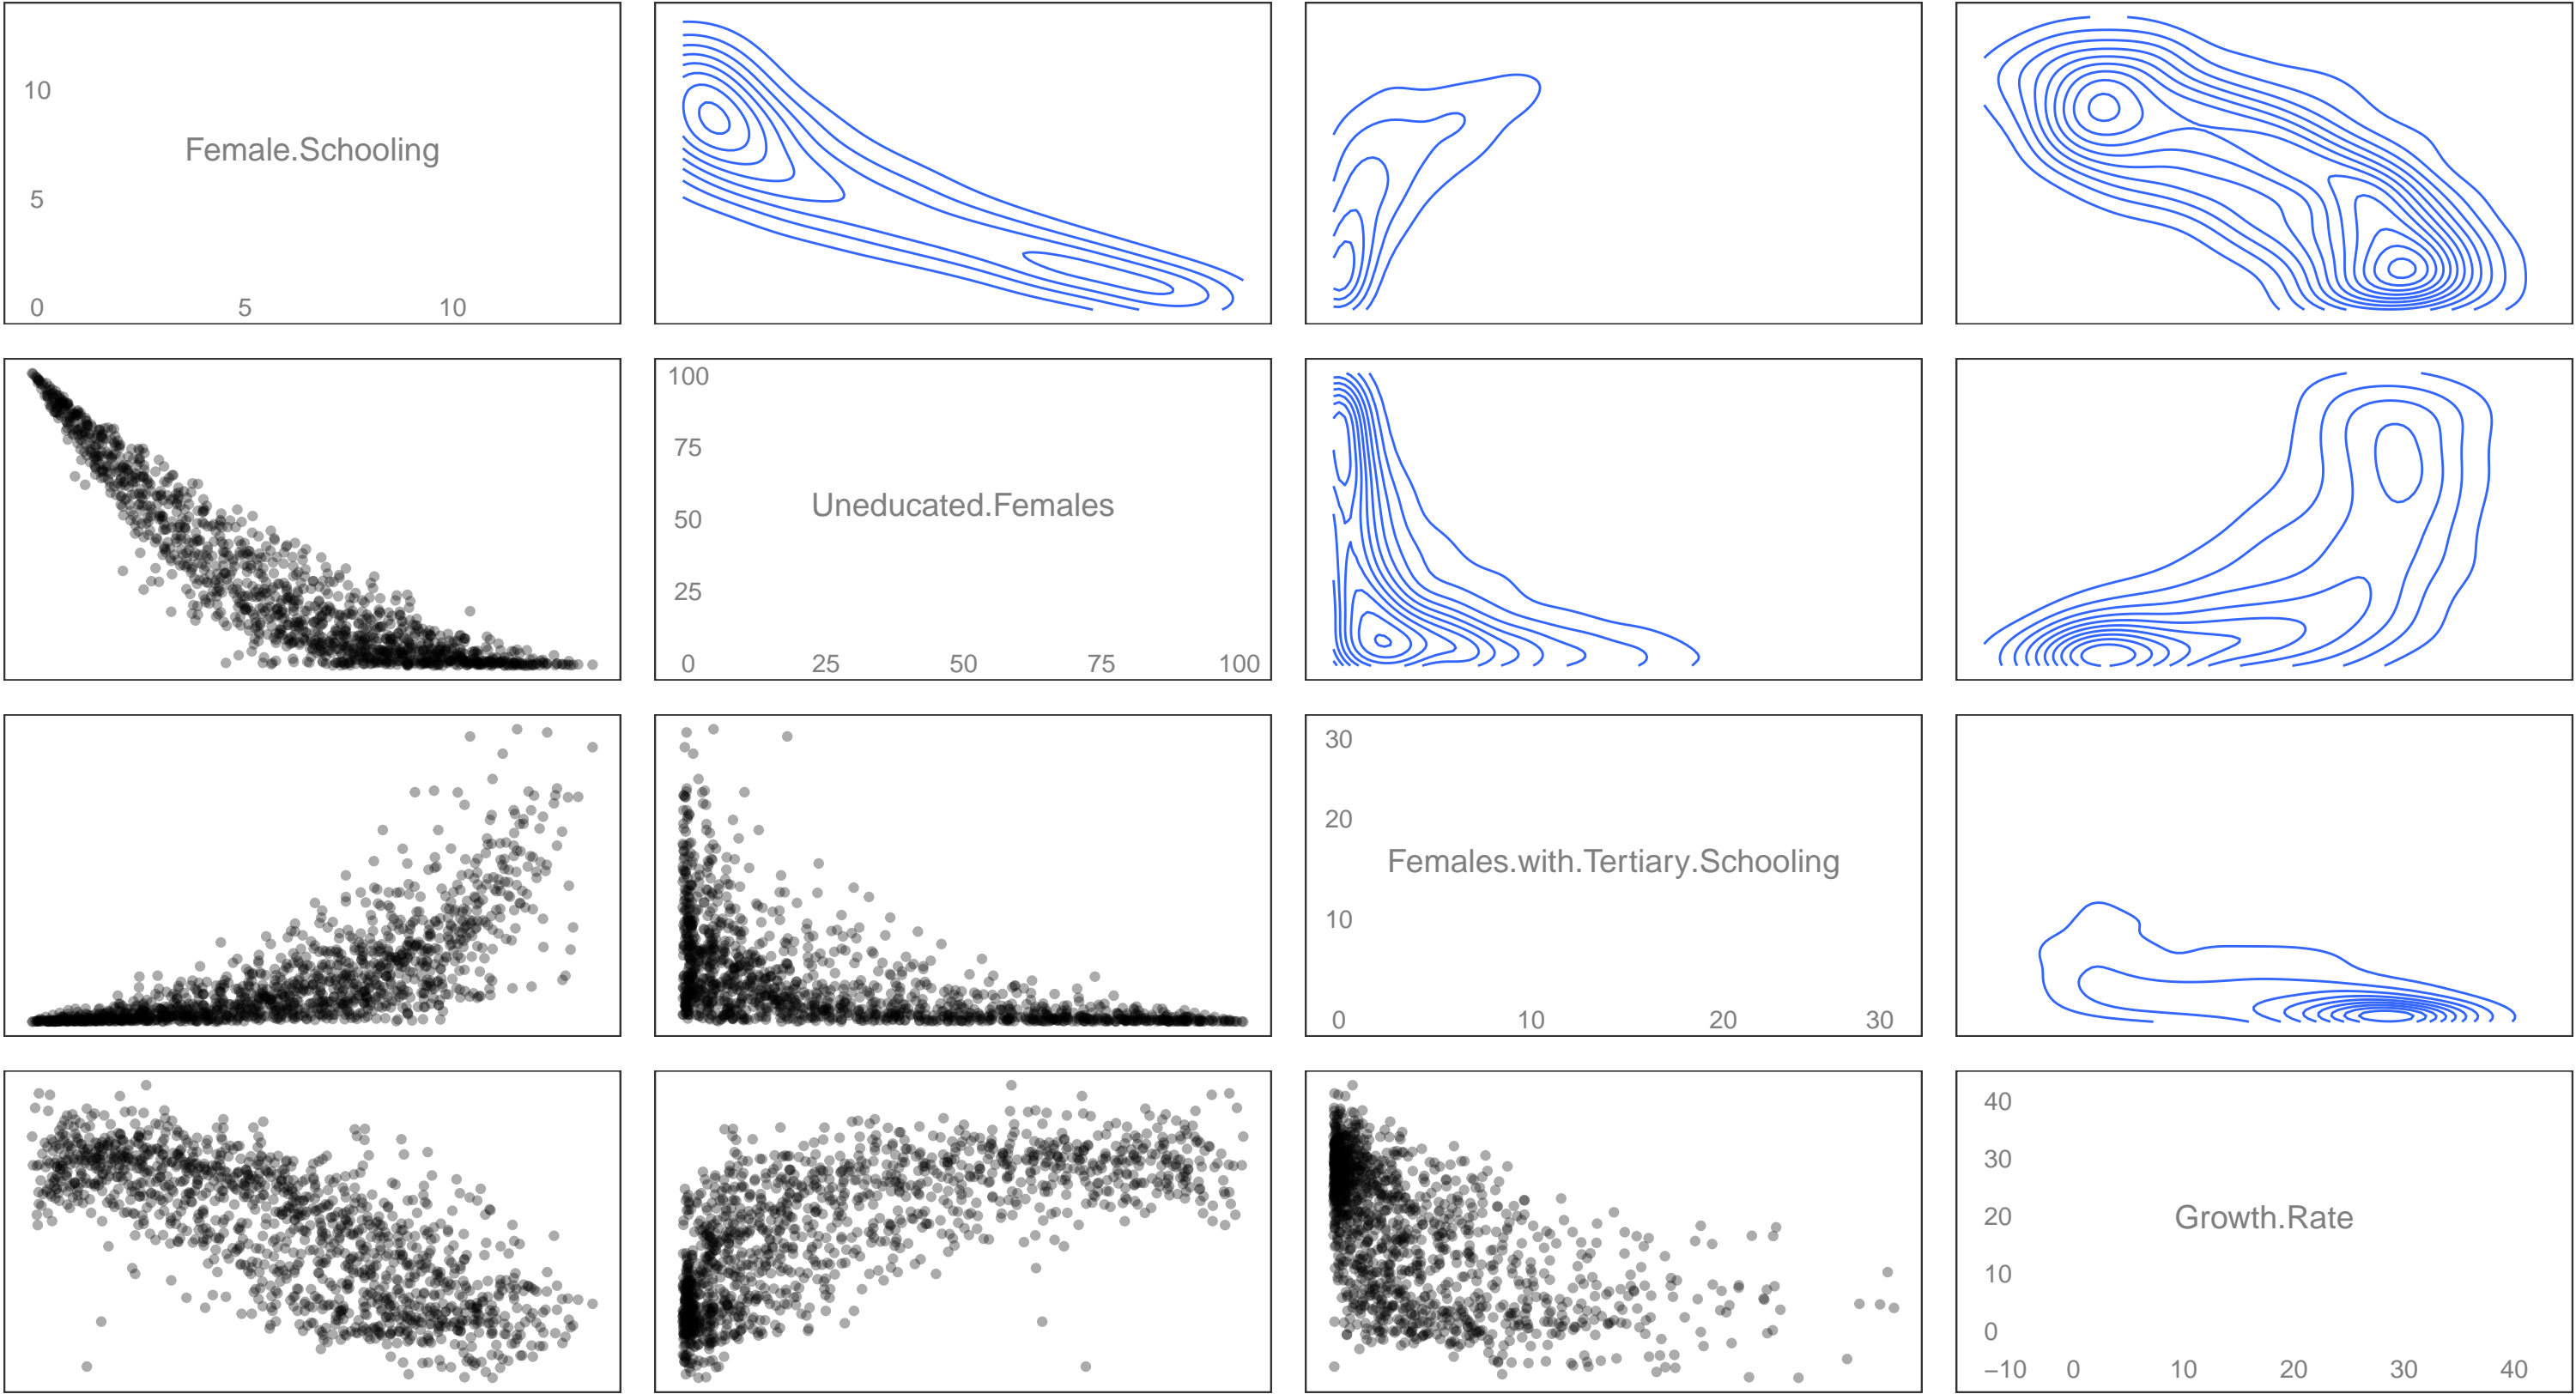 10
Female.Schooling
5
0 5 10
100
75
Uneducated.Females
50
25
0 25 50 75 100
30
20
Females.with.Tertiary.Schooling
10
0 10 20 30
40
30
20
Growth.Rate
10
0
−10 0 10 20 30 40